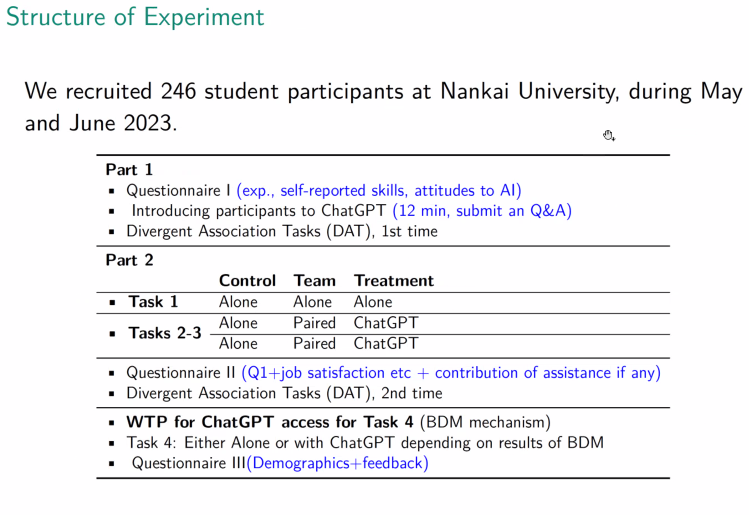 Structure of Experiment
We recruited 246 student participants at Nankai University, during May
and June 2023.
Part 1
▪ Questionnaire I (exp., self-reported skills, attitudes to AI)
▪ Introducing participants to ChatGPT (12 min, submit an Q&A)
▪ Divergent Association Tasks (DAT), 1st time
Part 2
Control Team Treatment
▪ Task 1 Alone Alone Alone
▪ Tasks 2-3 Alone Paired ChatGPT
Alone Paired ChatGPT
▪ Questionnaire II (Q1+job satisfaction etc + contribution of assistance if any)
▪ Divergent Association Tasks (DAT), 2nd time
▪ WTP for ChatGPT access for Task 4 (BDM mechanism)
▪ Task 4: Either Alone or with ChatGPT depending on results of BDM
▪ Questionnaire III(Demographics+feedback)